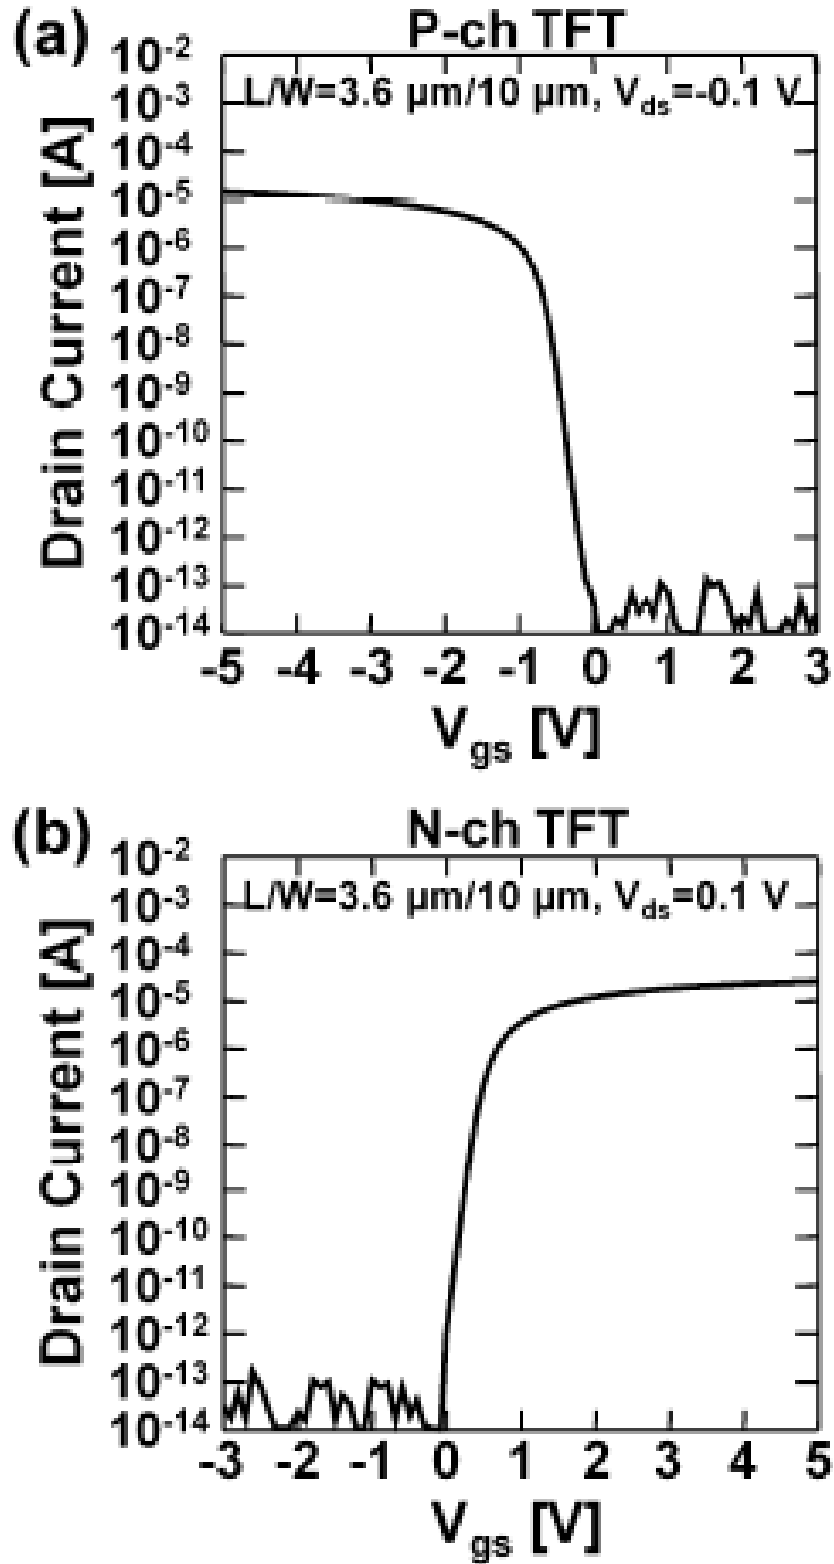 (a) P-ch TFT
L/W=3.6 µm/10 µm, Vds=-0.1 V
Drain Current [A]
10-2
10-3
10-4
10-5
10-6
10-7
10-8
10-9
10-10
10-11
10-12
10-13
10-14
-5 -4 -3 -2 -1 0 1 2 3
Vgs [V]
(b) N-ch TFT
L/W=3.6 µm/10 µm, Vds=0.1 V
Drain Current [A]
10-2
10-3
10-4
10-5
10-6
10-7
10-8
10-9
10-10
10-11
10-12
10-13
10-14
-3 -2 -1 0 1 2 3 4 5
Vgs [V]